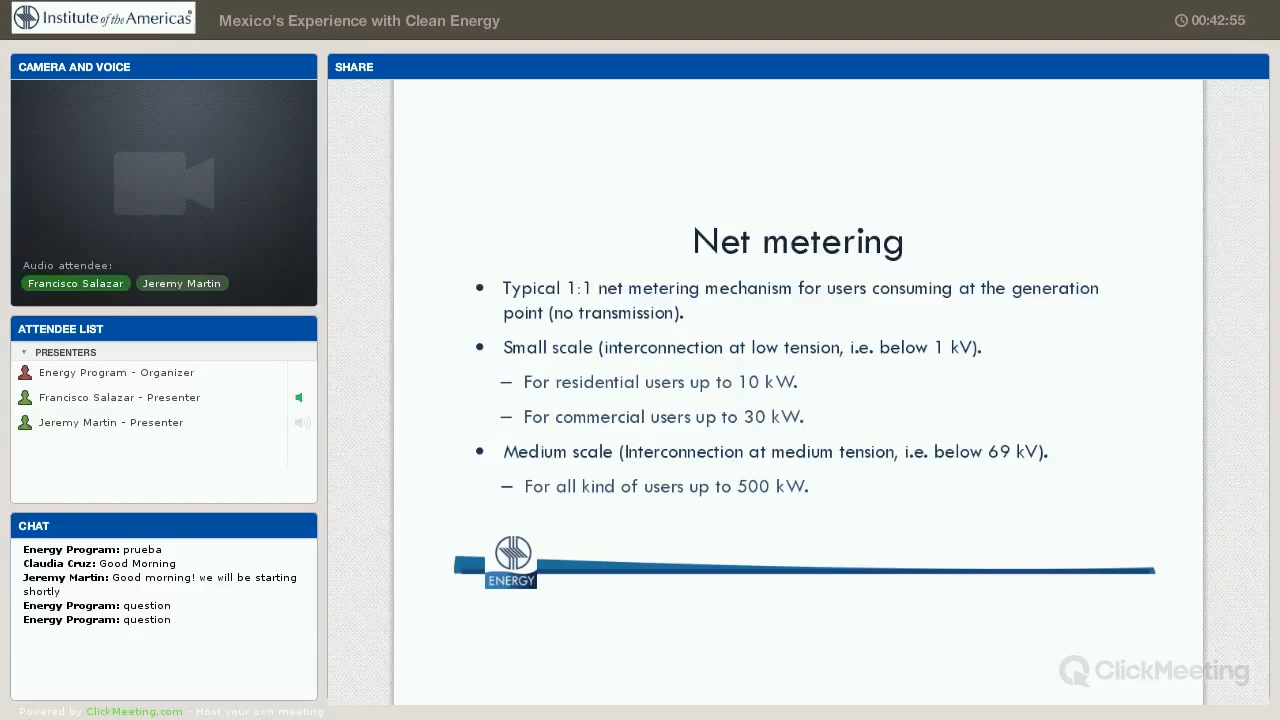 Institute of the Americas
Mexico's Experience with Clean Energy
00:42:55
CAMERA AND VOICE
Audio attendee:
Francisco Salazar
Jeremy Martin
ATTENDEE LIST
PRESENTERS
Energy Program - Organizer
Francisco Salazar - Presenter
Jeremy Martin - Presenter
CHAT
Energy Program: prueba
Claudia Cruz: Good Morning
Jeremy Martin: Good morning! we will be starting
shortly
Energy Program: question
Energy Program: question
SHARE
Net metering
• Typical 1:1 net metering mechanism for users consuming at the generation
point (no transmission).
• Small scale (interconnection at low tension, i.e. below 1 kV).
– For residential users up to 10 kW.
– For commercial users up to 30 kW.
• Medium scale (Interconnection at medium tension, i.e. below 69 kV).
– For all kind of users up to 500 kW.
ENERGY
ClickMeeting
Powered by ClickMeeting.com - Host your own meeting